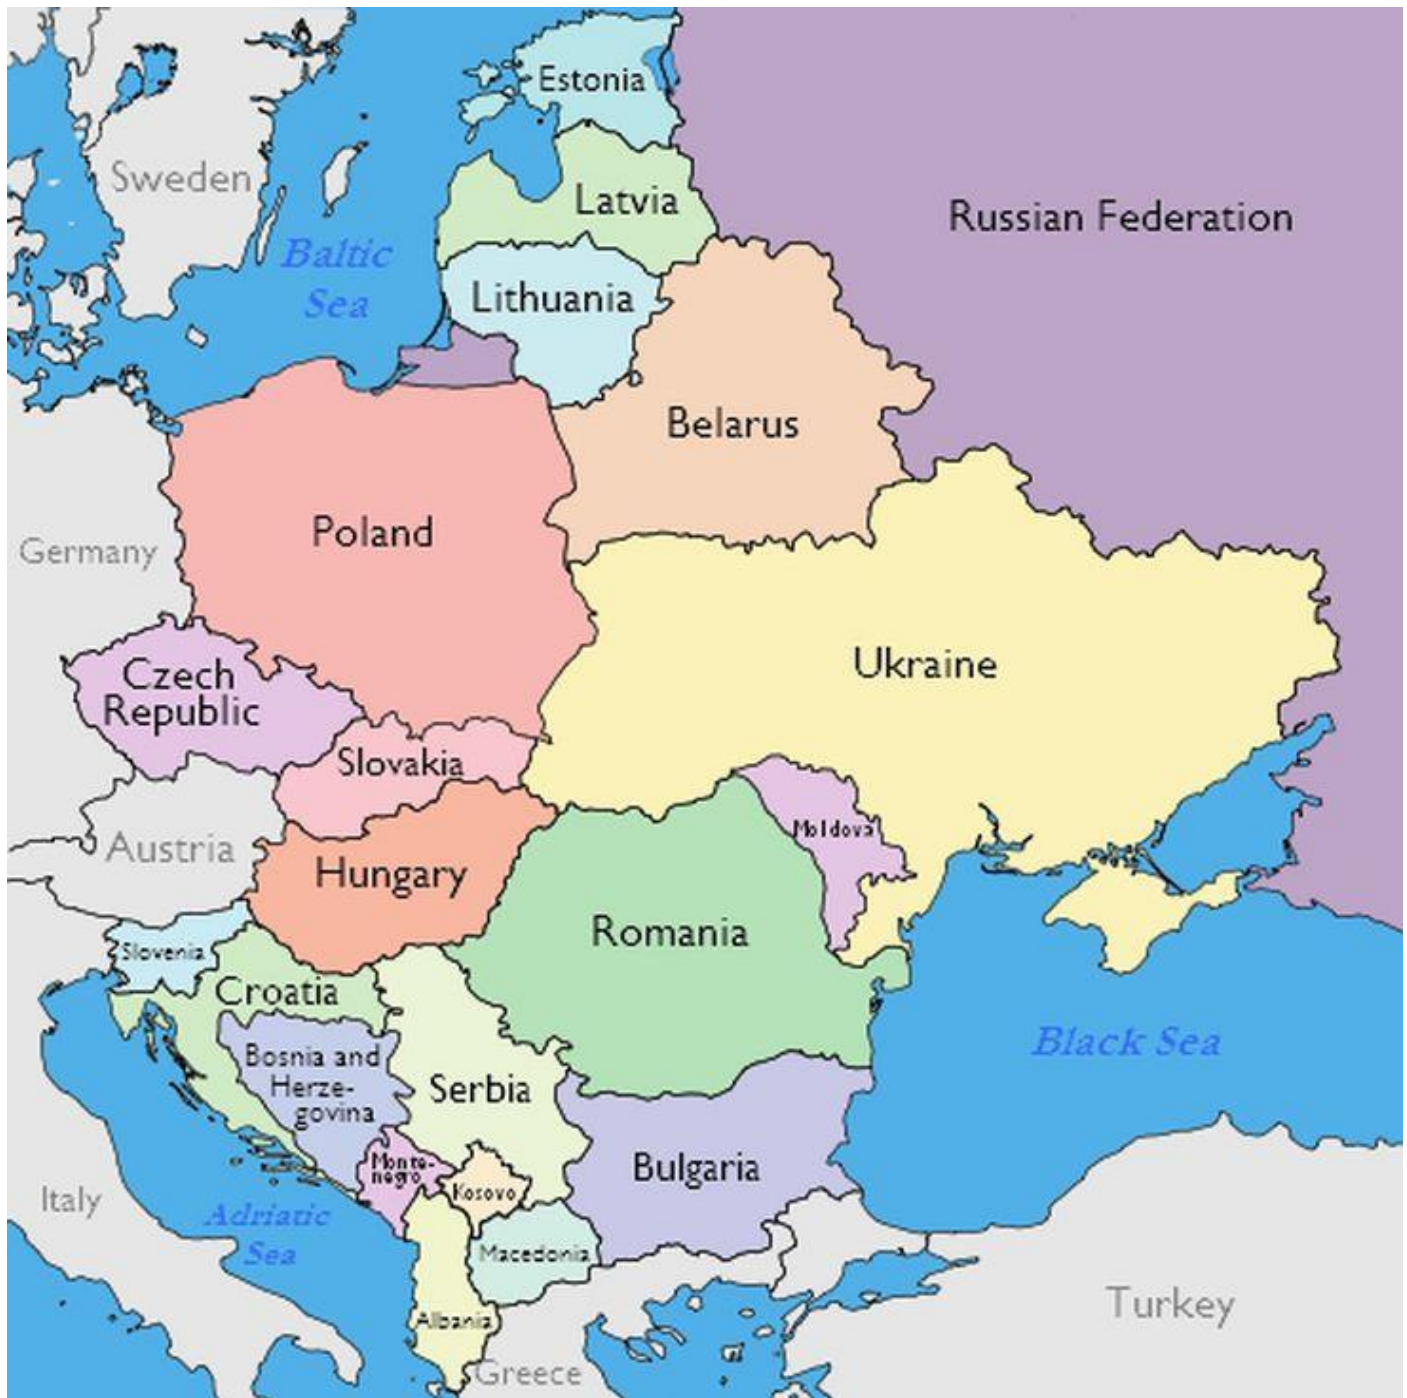 Estonia
Sweden
Latvia
Russian Federation
Baltic
Sea
Lithuania
Belarus
Poland
Germany
Czech
Republic
Ukraine
Slovakia
Moldova
Austria
Hungary
Romania
Slovenia
Croatia
Black Sea
Bosnia and
Herze-
govina
Serbia
Monte-
negro
Bulgaria
Kosovo
Italy
Adriatic
Sea
Macedonia
Albania
Turkey
Greece